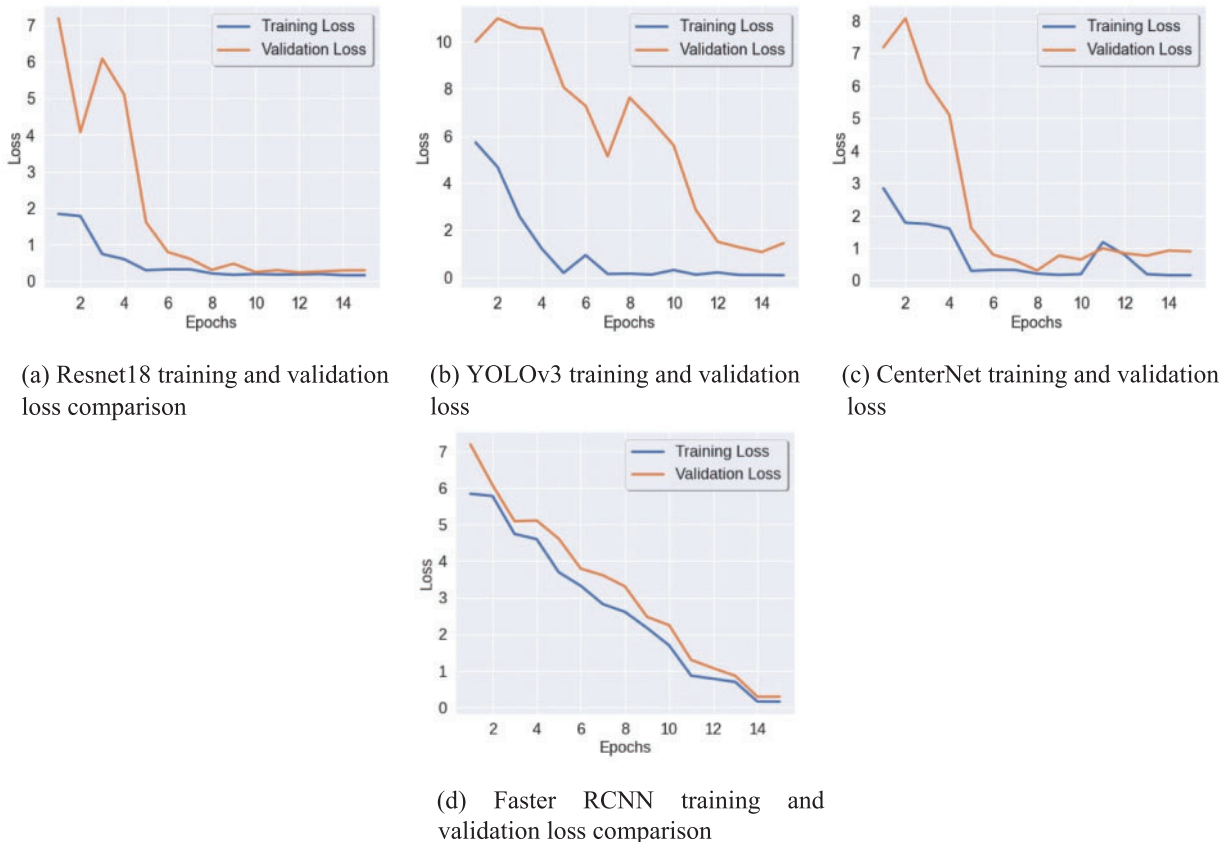 7
6
5
4
3
2
1
0
Loss
Training Loss
Validation Loss
2 4 6 8 10 12 14
Epochs
(a) Resnet18 training and validation
loss comparison
10
8
6
4
2
0
Loss
Training Loss
Validation Loss
2 4 6 8 10 12 14
Epochs
(b) YOLOv3 training and validation
loss
8
7
6
5
4
3
2
1
0
Loss
Training Loss
Validation Loss
2 4 6 8 10 12 14
Epochs
(c) CenterNet training and validation
loss
7
6
5
4
3
2
1
0
Loss
Training Loss
Validation Loss
2 4 6 8 10 12 14
Epochs
(d) Faster RCNN training and
validation loss comparison